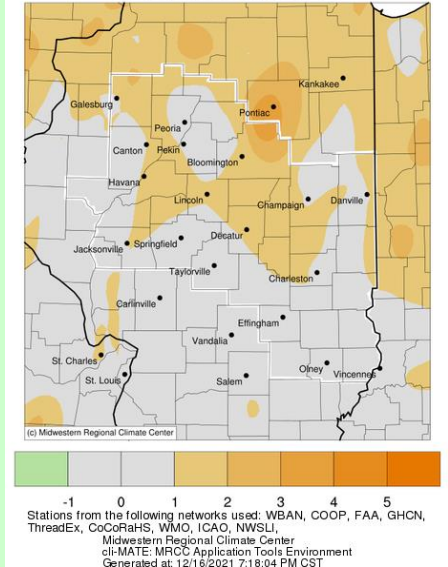 Kankakee
Galesburg
Pontiac
Peoria
Canton Pekin
Bloomington
Havana
Lincoln
Champaign Danville
Decatur
Jacksonville Springfield
Taylorville
Charleston
Carlinville
Effingham
Vandalia
St. Charles
Olney Vincennes
St. Louis
Salem
(c) Midwestern Regional Climate Center
-1 0 1 2 3 4 5
Stations from the following networks used: WBAN, COOP, FAA, GHCN,
ThreadEx, CoCoRaHS, WMO, ICAO, NWSLI,
Midwestern Regional Climate Center
cli-MATE: MRCC Application Tools Environment
Generated at: 12/16/2021 7:18:04 PM CST